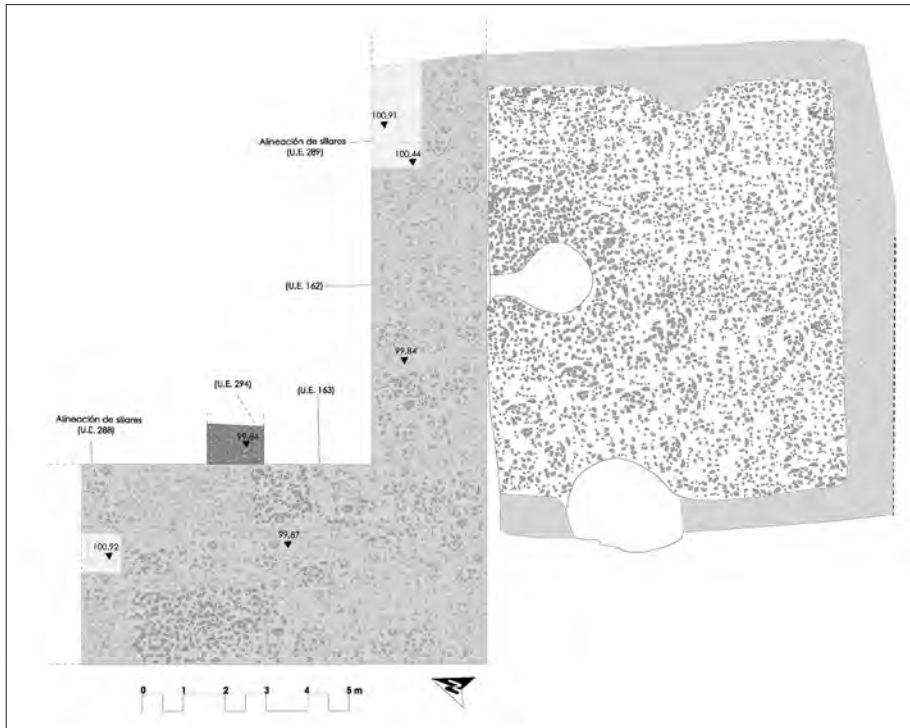 100,91
Alineación de sillares
(U.E. 289)
100,44
(U.E. 162)
99,84
(U.E. 294)
(U.E. 163)
Alineación de sillares
(U.E. 288)
99,84
99,87
100,92
0 1 2 3 4 5 m
N